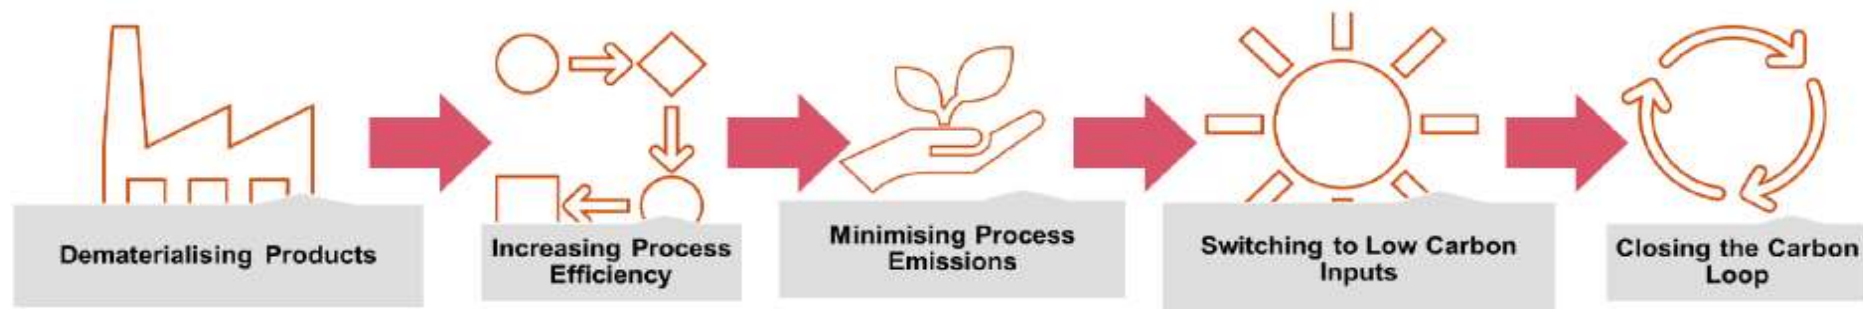 Dematerialising Products
Increasing Process
Efficiency
Minimising Process
Emissions
Switching to Low Carbon
Inputs
Closing the Carbon
Loop